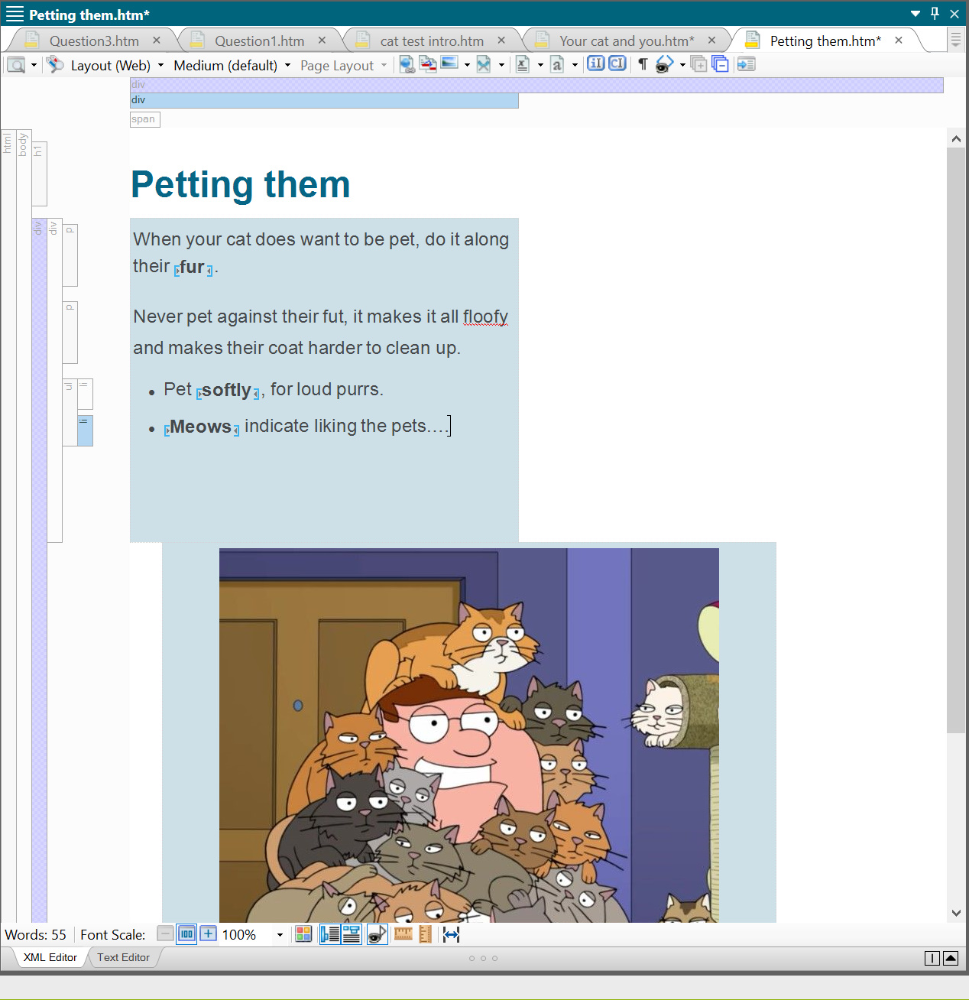 Petting them.htm*
Question3.htm
Question1.htm
cat test intro.htm
Your cat and you.htm*
Petting them.htm*
Layout (Web)
Medium (default)
Page Layout
div
div
span
html
body
h1
Petting them
div
div
p
When your cat does want to be pet, do it along
their fur .
p
Never pet against their fut, it makes it all floofy
and makes their coat harder to clean up.
ul
li
• Pet softly , for loud purrs.
li
• Meows indicate liking the pets....
Words: 55
Font Scale:
100
100%
XML Editor
Text Editor